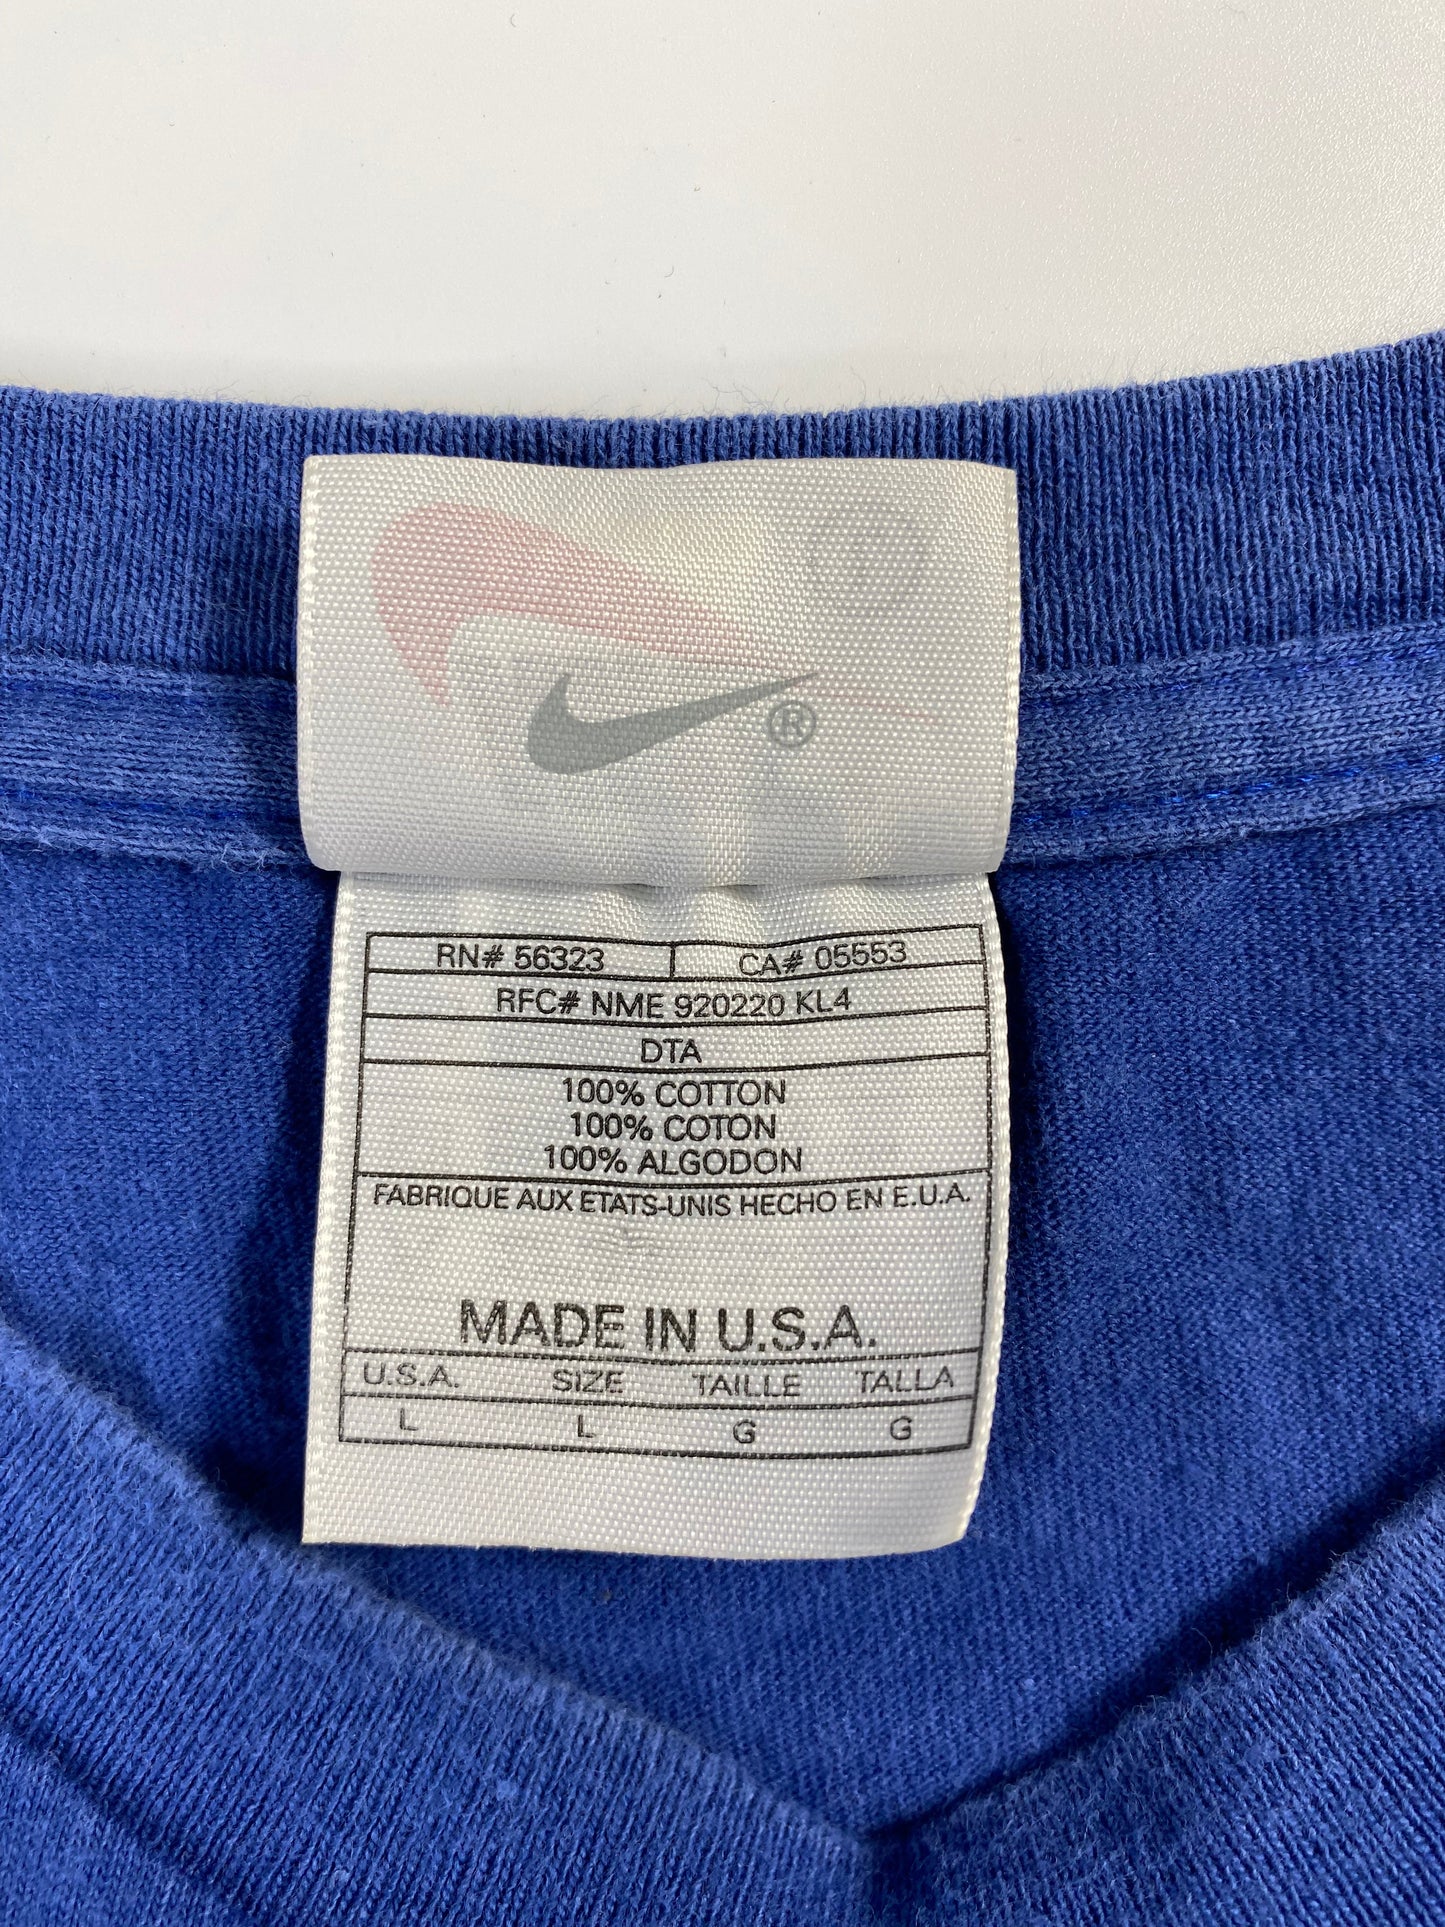 ®
RN# 56323 CA# 05553
RFC# NME 920220 KL4
DTA
100% COTTON
100% COTON
100% ALGODON
FABRIQUE AUX ETATS-UNIS HECHO EN E.U.A.
MADE IN U.S.A.
U.S.A. SIZE TAILLE TALLA
L L G G